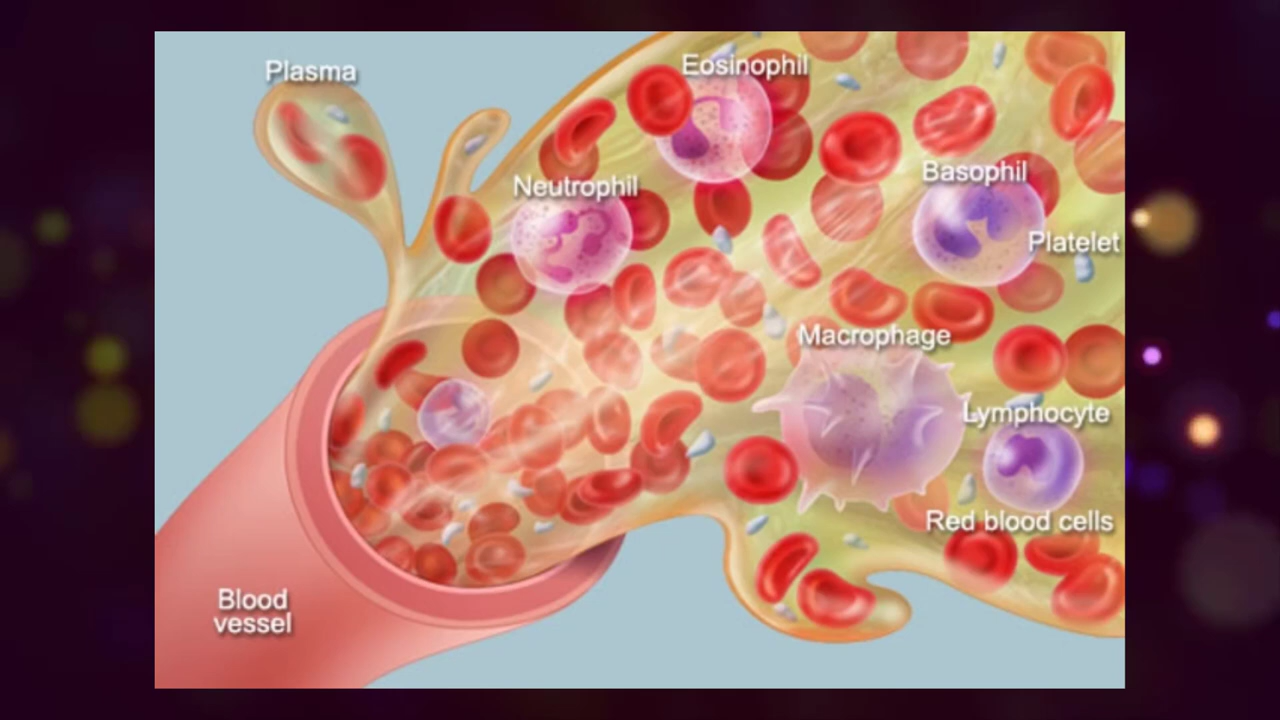 Plasma
Eosinophil
Neutrophil
Basophil
Platelet
Macrophage
Lymphocyte
Red blood cells
Blood
vessel